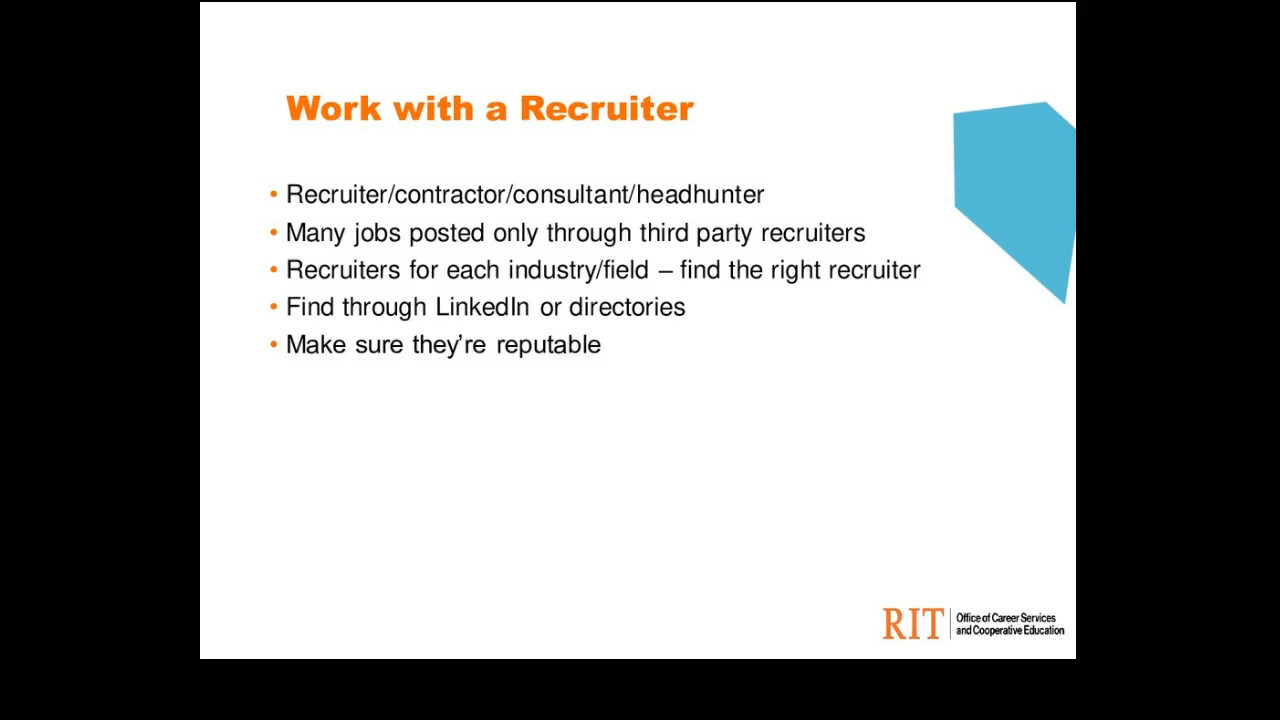 Work with a Recruiter
• Recruiter/contractor/consultant/headhunter
• Many jobs posted only through third party recruiters
• Recruiters for each industry/field – find the right recruiter
• Find through LinkedIn or directories
• Make sure they’re reputable
RIT
Office of Career Services
and Cooperative Education